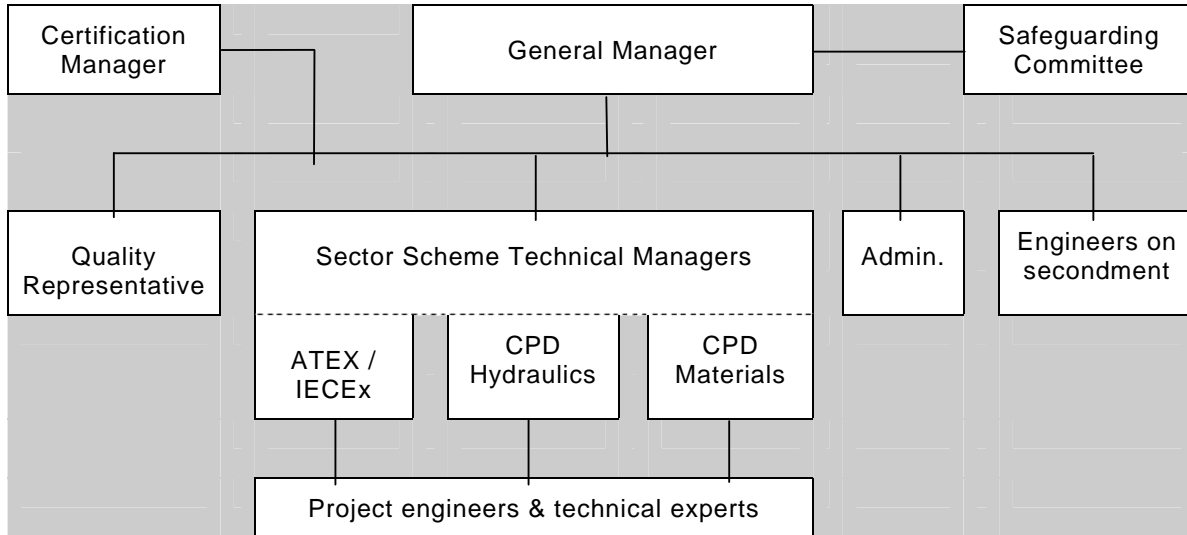 Certification
Manager
General Manager
Safeguarding
Committee
Quality
Representative
Sector Scheme Technical Managers
Admin.
Engineers on
secondment
ATEX /
IECEx
CPD
Hydraulics
CPD
Materials
Project engineers & technical experts